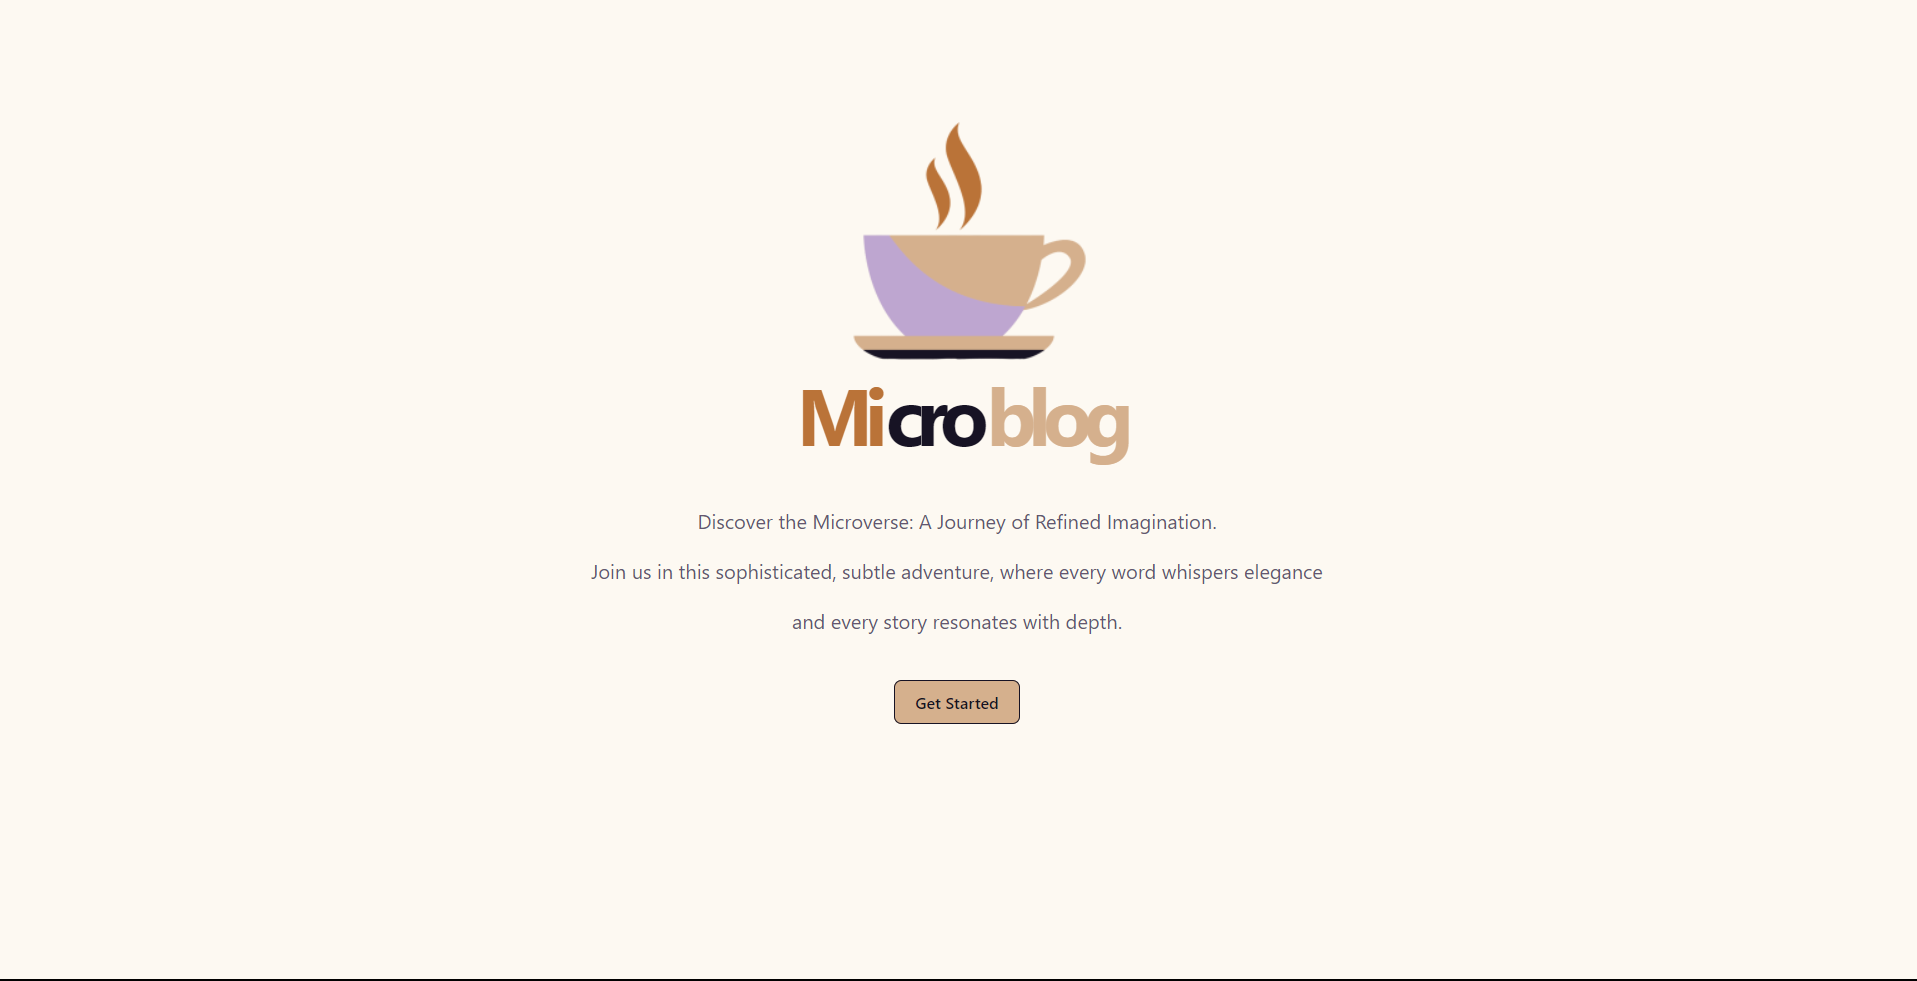 Microblog
Discover the Microverse: A Journey of Refined Imagination.
Join us in this sophisticated, subtle adventure, where every word whispers elegance
and every story resonates with depth.
Get Started